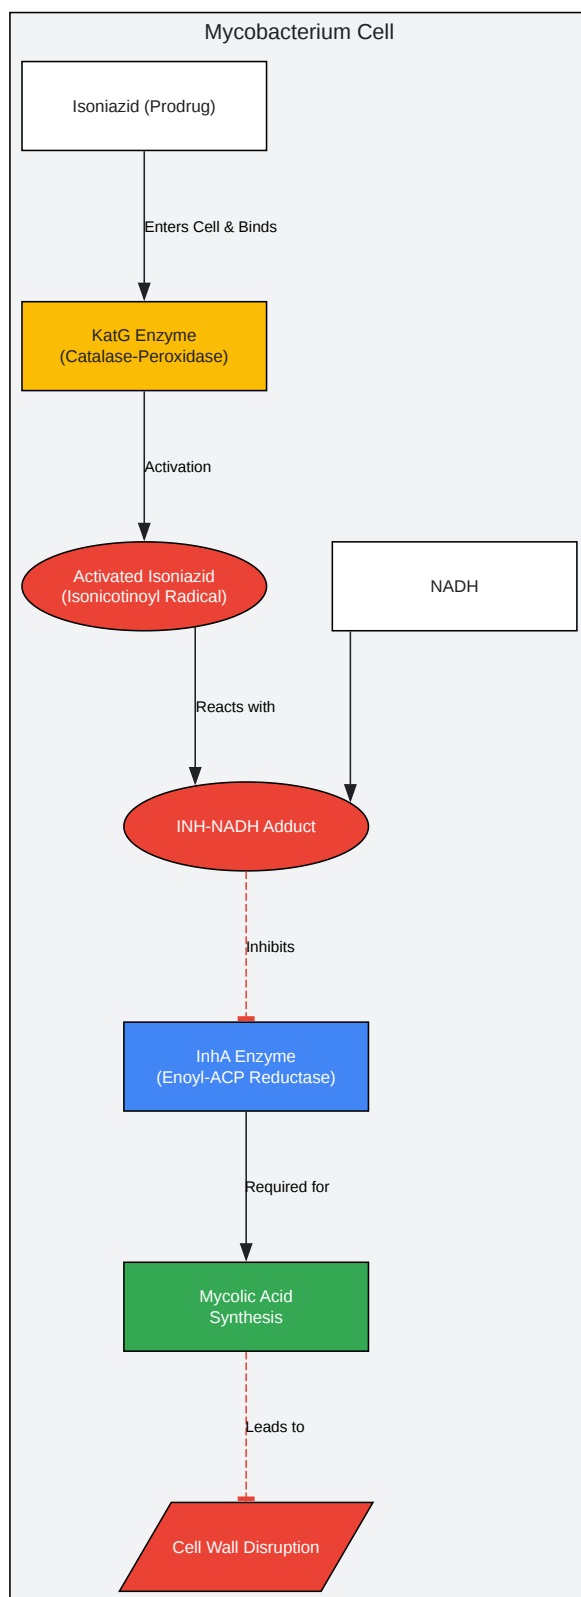 Mycobacterium Cell
Isoniazid (Prodrug)
Enters Cell & Binds
KatG Enzyme
(Catalase-Peroxidase)
Activation
Activated Isoniazid
(Isonicotinoyl Radical)
NADH
Reacts with
INH-NADH Adduct
Inhibits
InhA Enzyme
(Enoyl-ACP Reductase)
Required for
Mycolic Acid
Synthesis
Leads to
Cell Wall Disruption